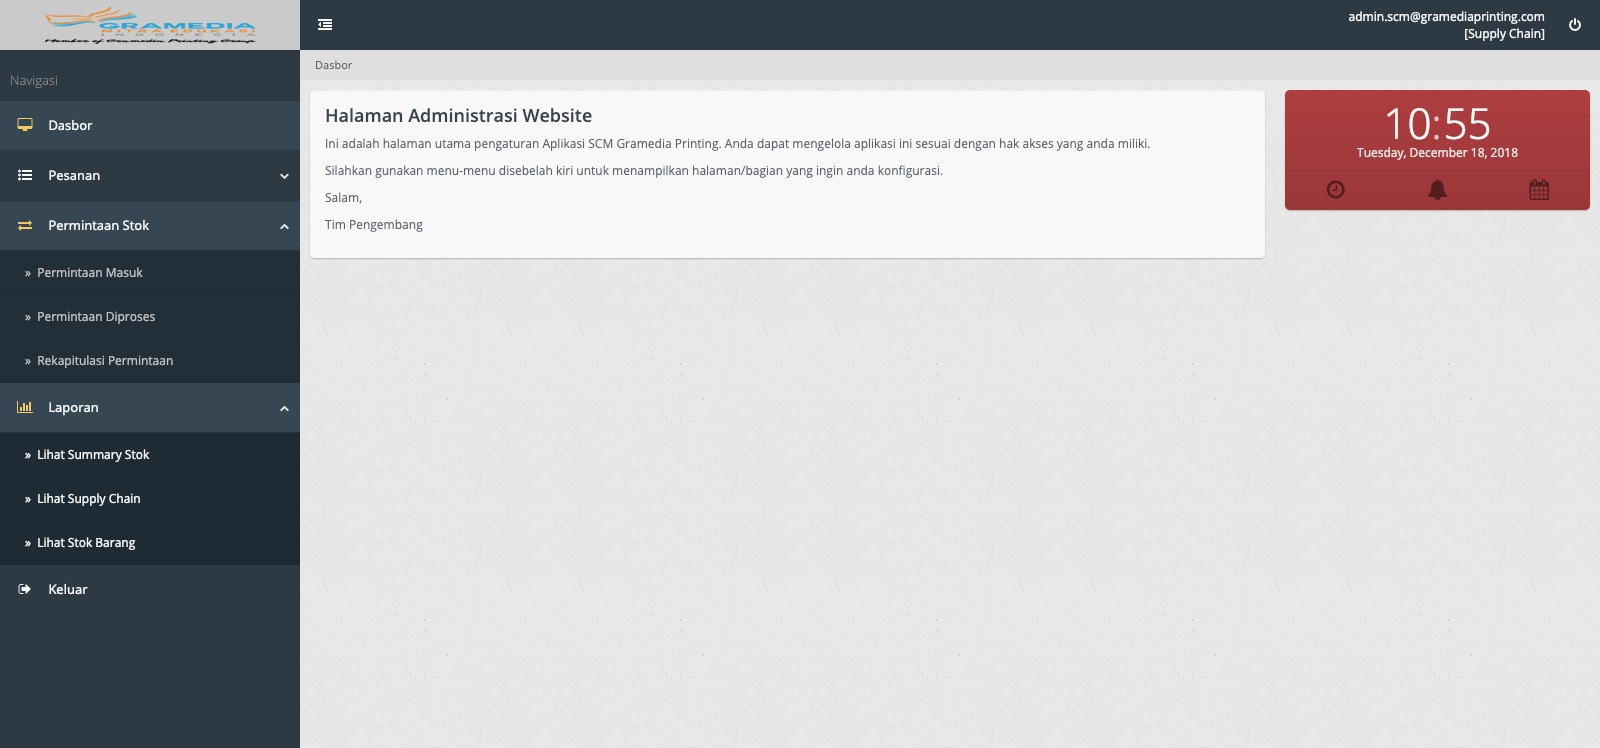 GRAMEDIA
MITRA EDUKASI
INDONESIA
Member of Gramedia Printing Group
admin.scm@gramediaprinting.com
[Supply Chain]
Navigasi
Dasbor
Pesanan
Permintaan Stok
» Permintaan Masuk
» Permintaan Diproses
» Rekapitulasi Permintaan
Laporan
» Lihat Summary Stok
» Lihat Supply Chain
» Lihat Stok Barang
Keluar
Dasbor
Halaman Administrasi Website
Ini adalah halaman utama pengaturan Aplikasi SCM Gramedia Printing. Anda dapat mengelola aplikasi ini sesuai dengan hak akses yang anda miliki.
Silahkan gunakan menu-menu disebelah kiri untuk menampilkan halaman/bagian yang ingin anda konfigurasi.
Salam,
Tim Pengembang
10:55
Tuesday, December 18, 2018